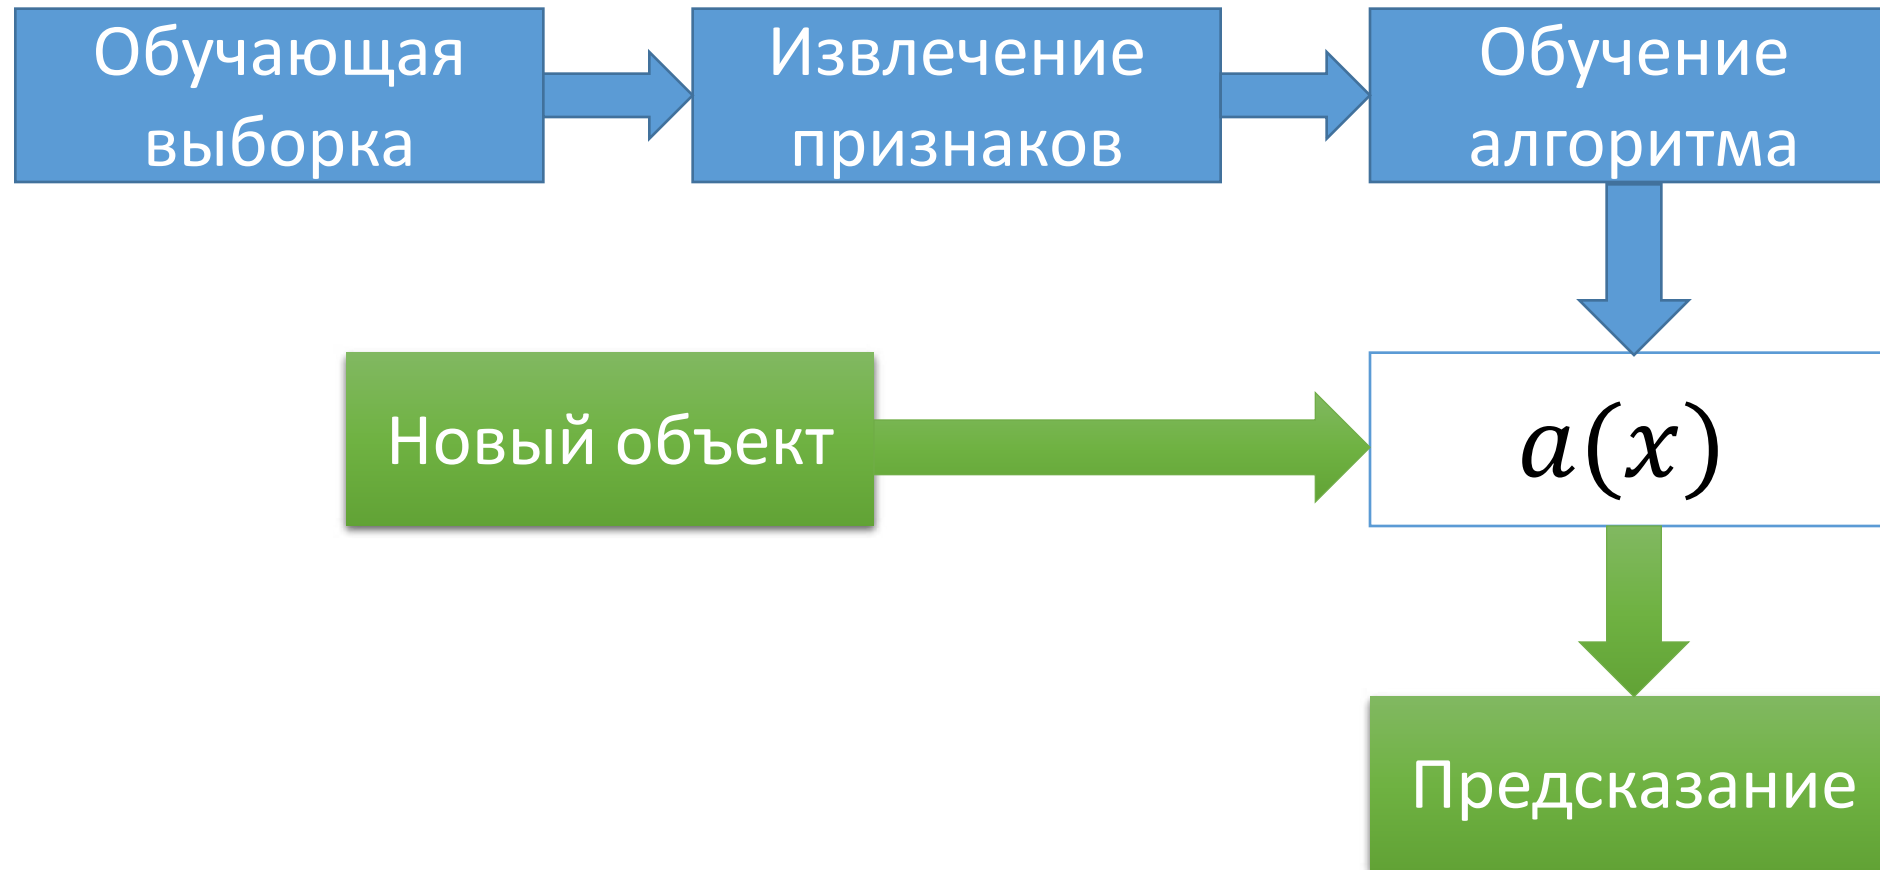 Обучающая
выборка
Извлечение
признаков
Обучение
алгоритма
Новый объект
a(x)
Предсказание